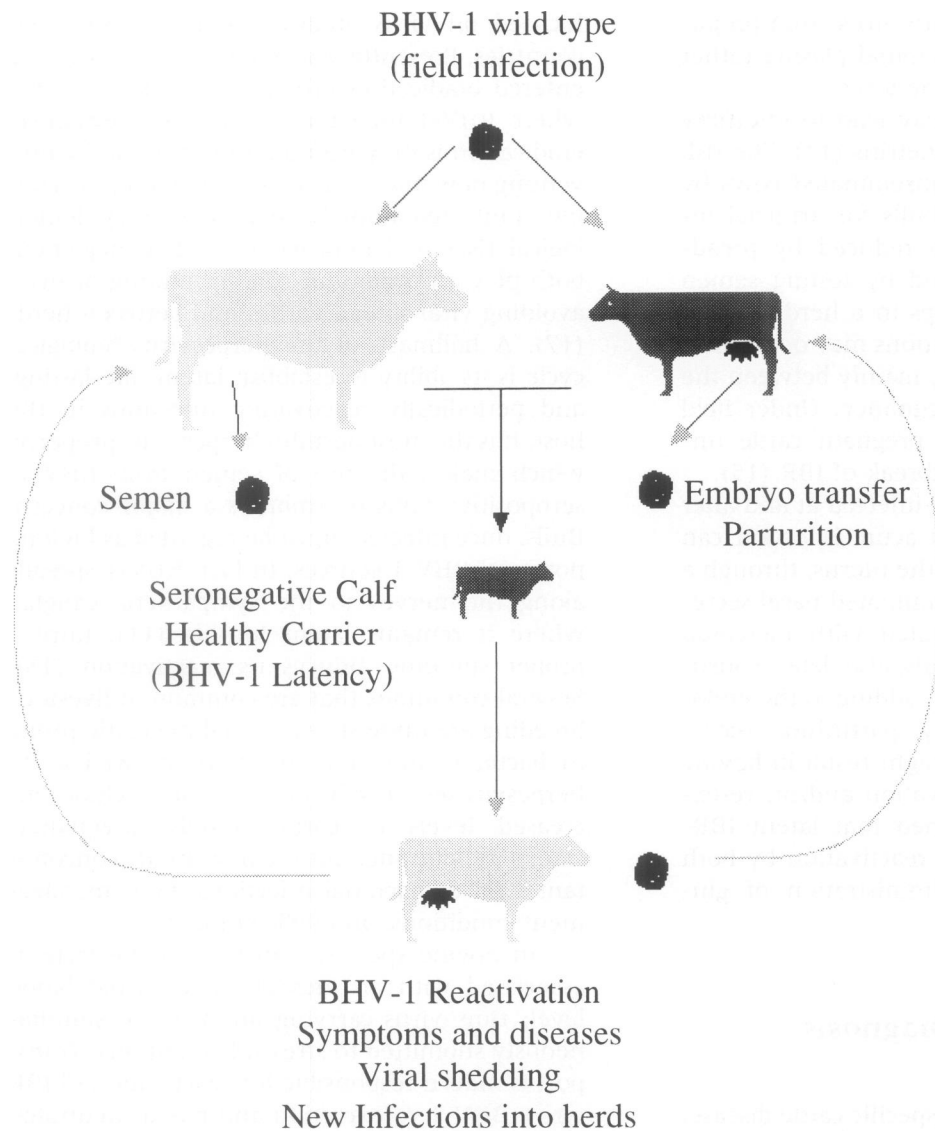 BHV-1 wild type
(field infection)
Semen
Embryo transfer
Parturition
Seronegative Calf
Healthy Carrier
(BHV-1 Latency)
BHV-1 Reactivation
Symptoms and diseases
Viral shedding
New Infections into herds